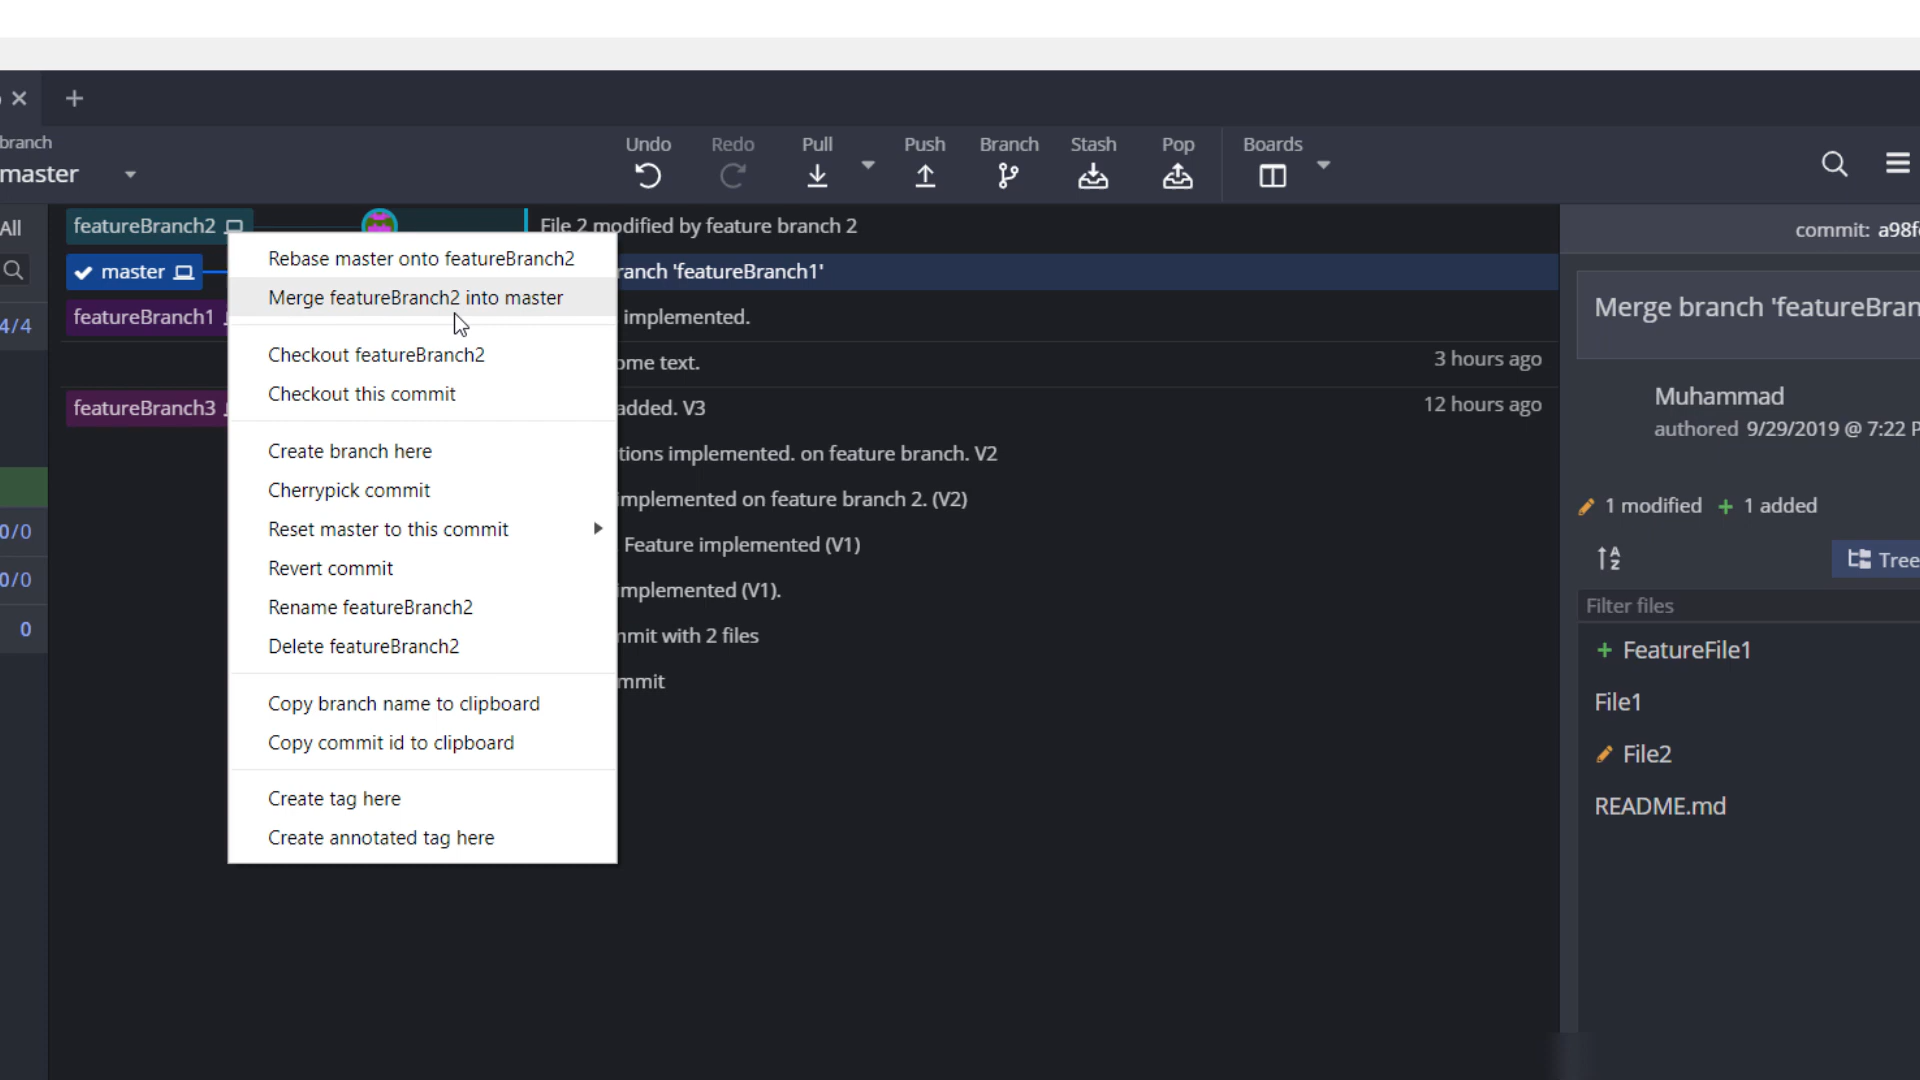 branch
master
Undo
Redo
Pull
Push
Branch
Stash
Pop
Boards
All
4/4
0/0
0/0
0
featureBranch2
File 2 modified by feature branch 2
master
ranch 'featureBranch1'
featureBranch1
implemented.
ome text.
3 hours ago
featureBranch3
added. V3
12 hours ago
tions implemented. on feature branch. V2
implemented on feature branch 2. (V2)
Feature implemented (V1)
implemented (V1).
mmit with 2 files
mmit
Rebase master onto featureBranch2
Merge featureBranch2 into master
Checkout featureBranch2
Checkout this commit
Create branch here
Cherrypick commit
Reset master to this commit
Revert commit
Rename featureBranch2
Delete featureBranch2
Copy branch name to clipboard
Copy commit id to clipboard
Create tag here
Create annotated tag here
commit: a98f
Merge branch 'featureBran
Muhammad
authored 9/29/2019 @ 7:22 P
1 modified + 1 added
Tree
Filter files
+ FeatureFile1
File1
File2
README.md